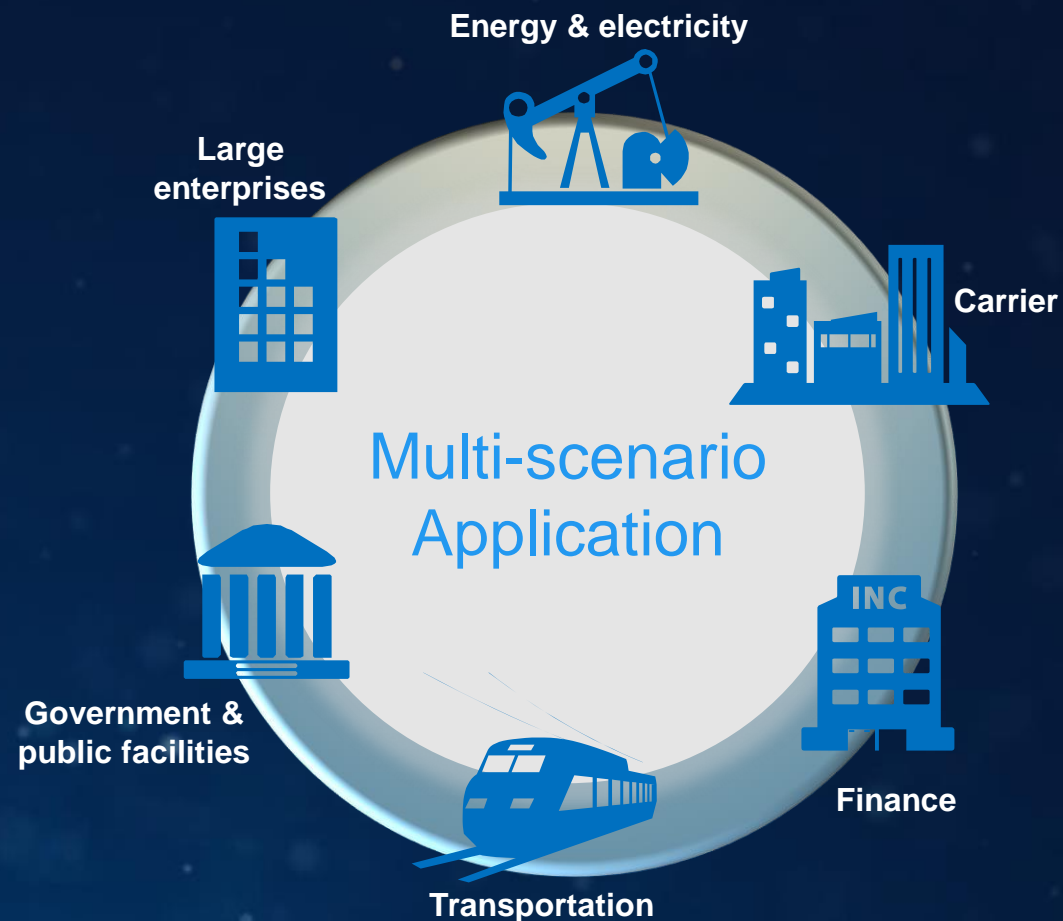 Energy & electricity
Large
enterprises
Carrier
Multi-scenario
Application
INC
Government &
public facilities
Finance
Transportation